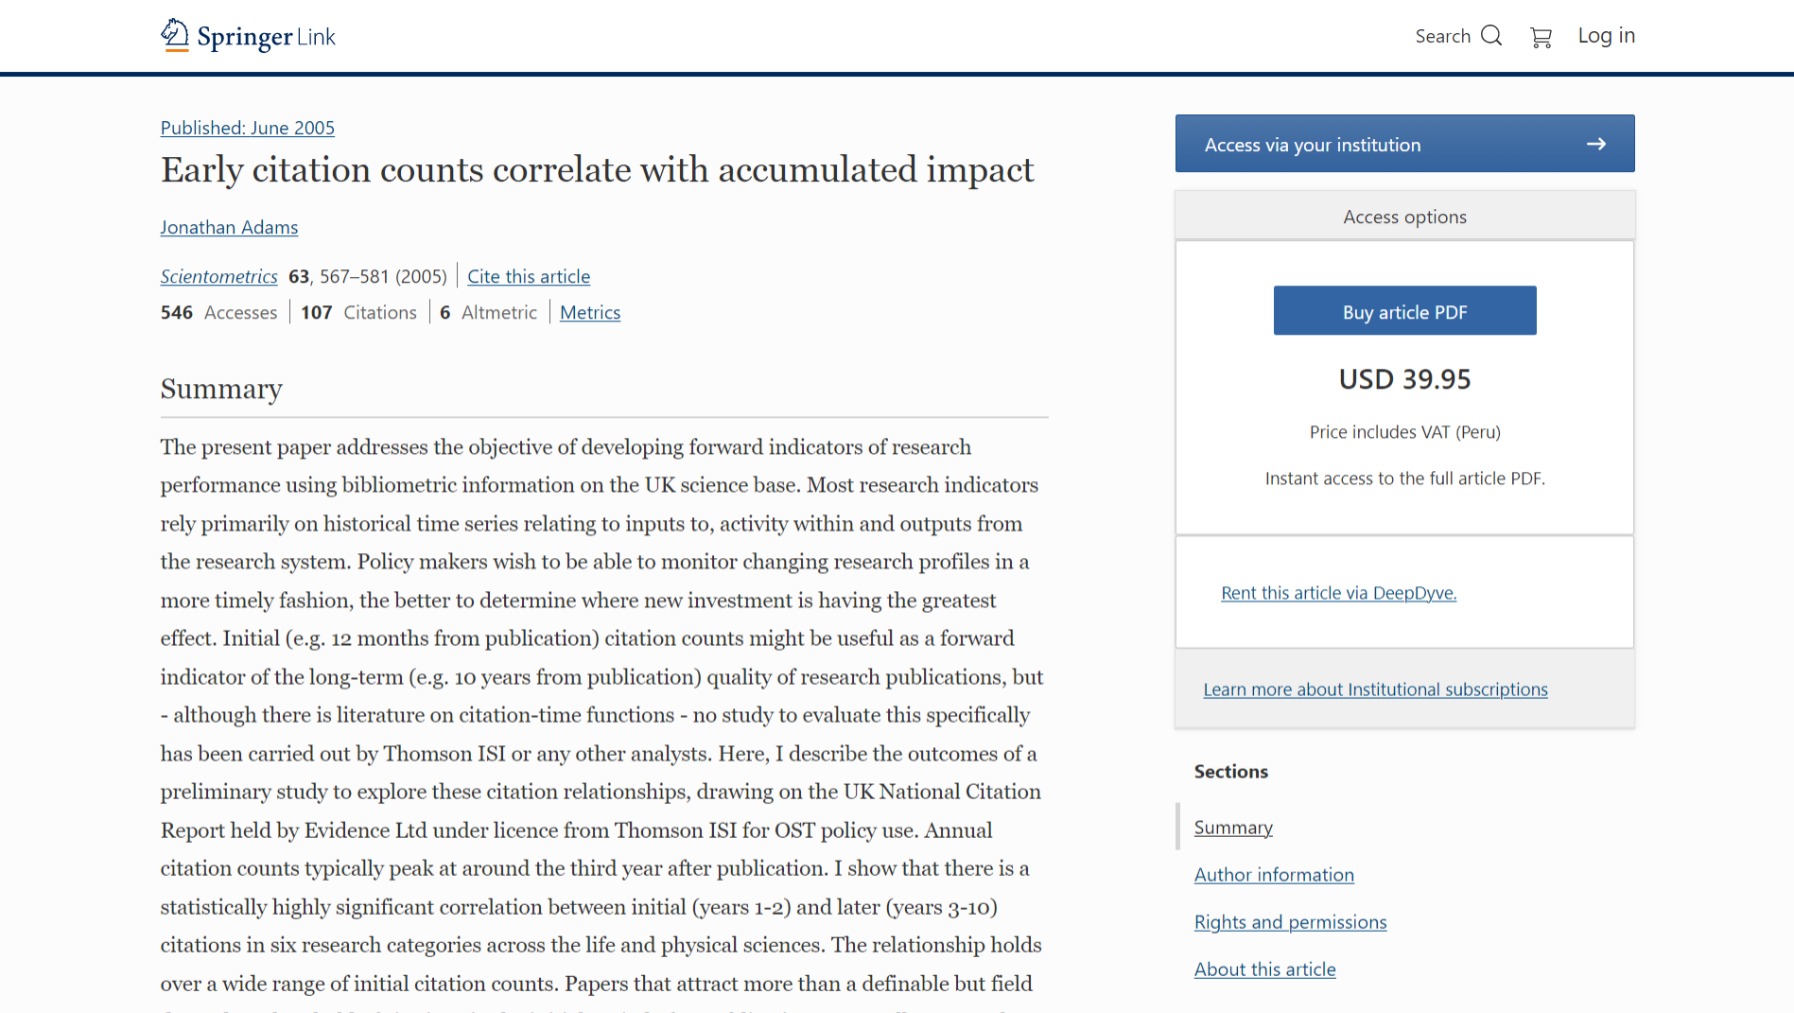 Springer Link
Search
Log in
Published: June 2005
Early citation counts correlate with accumulated impact
Jonathan Adams
Scientometrics 63, 567–581 (2005) Cite this article
546 Accesses 107 Citations 6 Altmetric Metrics
Summary
The present paper addresses the objective of developing forward indicators of research
performance using bibliometric information on the UK science base. Most research indicators
rely primarily on historical time series relating to inputs to, activity within and outputs from
the research system. Policy makers wish to be able to monitor changing research profiles in a
more timely fashion, the better to determine where new investment is having the greatest
effect. Initial (e.g. 12 months from publication) citation counts might be useful as a forward
indicator of the long-term (e.g. 10 years from publication) quality of research publications, but
- although there is literature on citation-time functions - no study to evaluate this specifically
has been carried out by Thomson ISI or any other analysts. Here, I describe the outcomes of a
preliminary study to explore these citation relationships, drawing on the UK National Citation
Report held by Evidence Ltd under licence from Thomson ISI for OST policy use. Annual
citation counts typically peak at around the third year after publication. I show that there is a
statistically highly significant correlation between initial (years 1-2) and later (years 3-10)
citations in six research categories across the life and physical sciences. The relationship holds
over a wide range of initial citation counts. Papers that attract more than a definable but field
Access via your institution
Access options
Buy article PDF
USD 39.95
Price includes VAT (Peru)
Instant access to the full article PDF.
Rent this article via DeepDyve.
Learn more about Institutional subscriptions
Sections
Summary
Author information
Rights and permissions
About this article